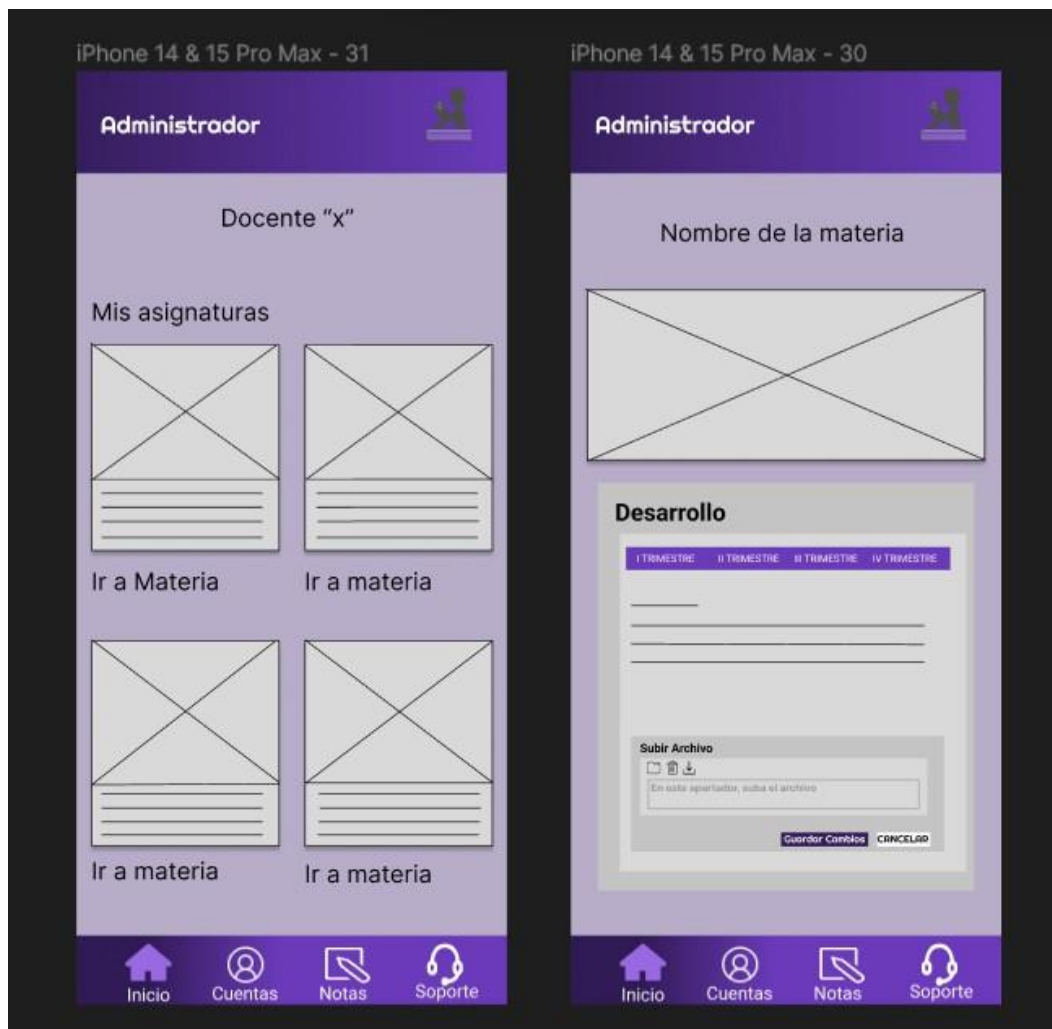 iPhone 14 & 15 Pro Max - 31
Administrador
Docente “x”
Mis asignaturas
Ir a Materia
Ir a materia
Ir a materia
Ir a materia
Inicio
Cuentas
Notas
Soporte
iPhone 14 & 15 Pro Max - 30
Administrador
Nombre de la materia
Desarrollo
I TRIMESTRE
II TRIMESTRE
III TRIMESTRE
IV TRIMESTRE
Subir Archivo
En este apartador, suba el archivo
Guardar Cambios
CANCELAR
Inicio
Cuentas
Notas
Soporte